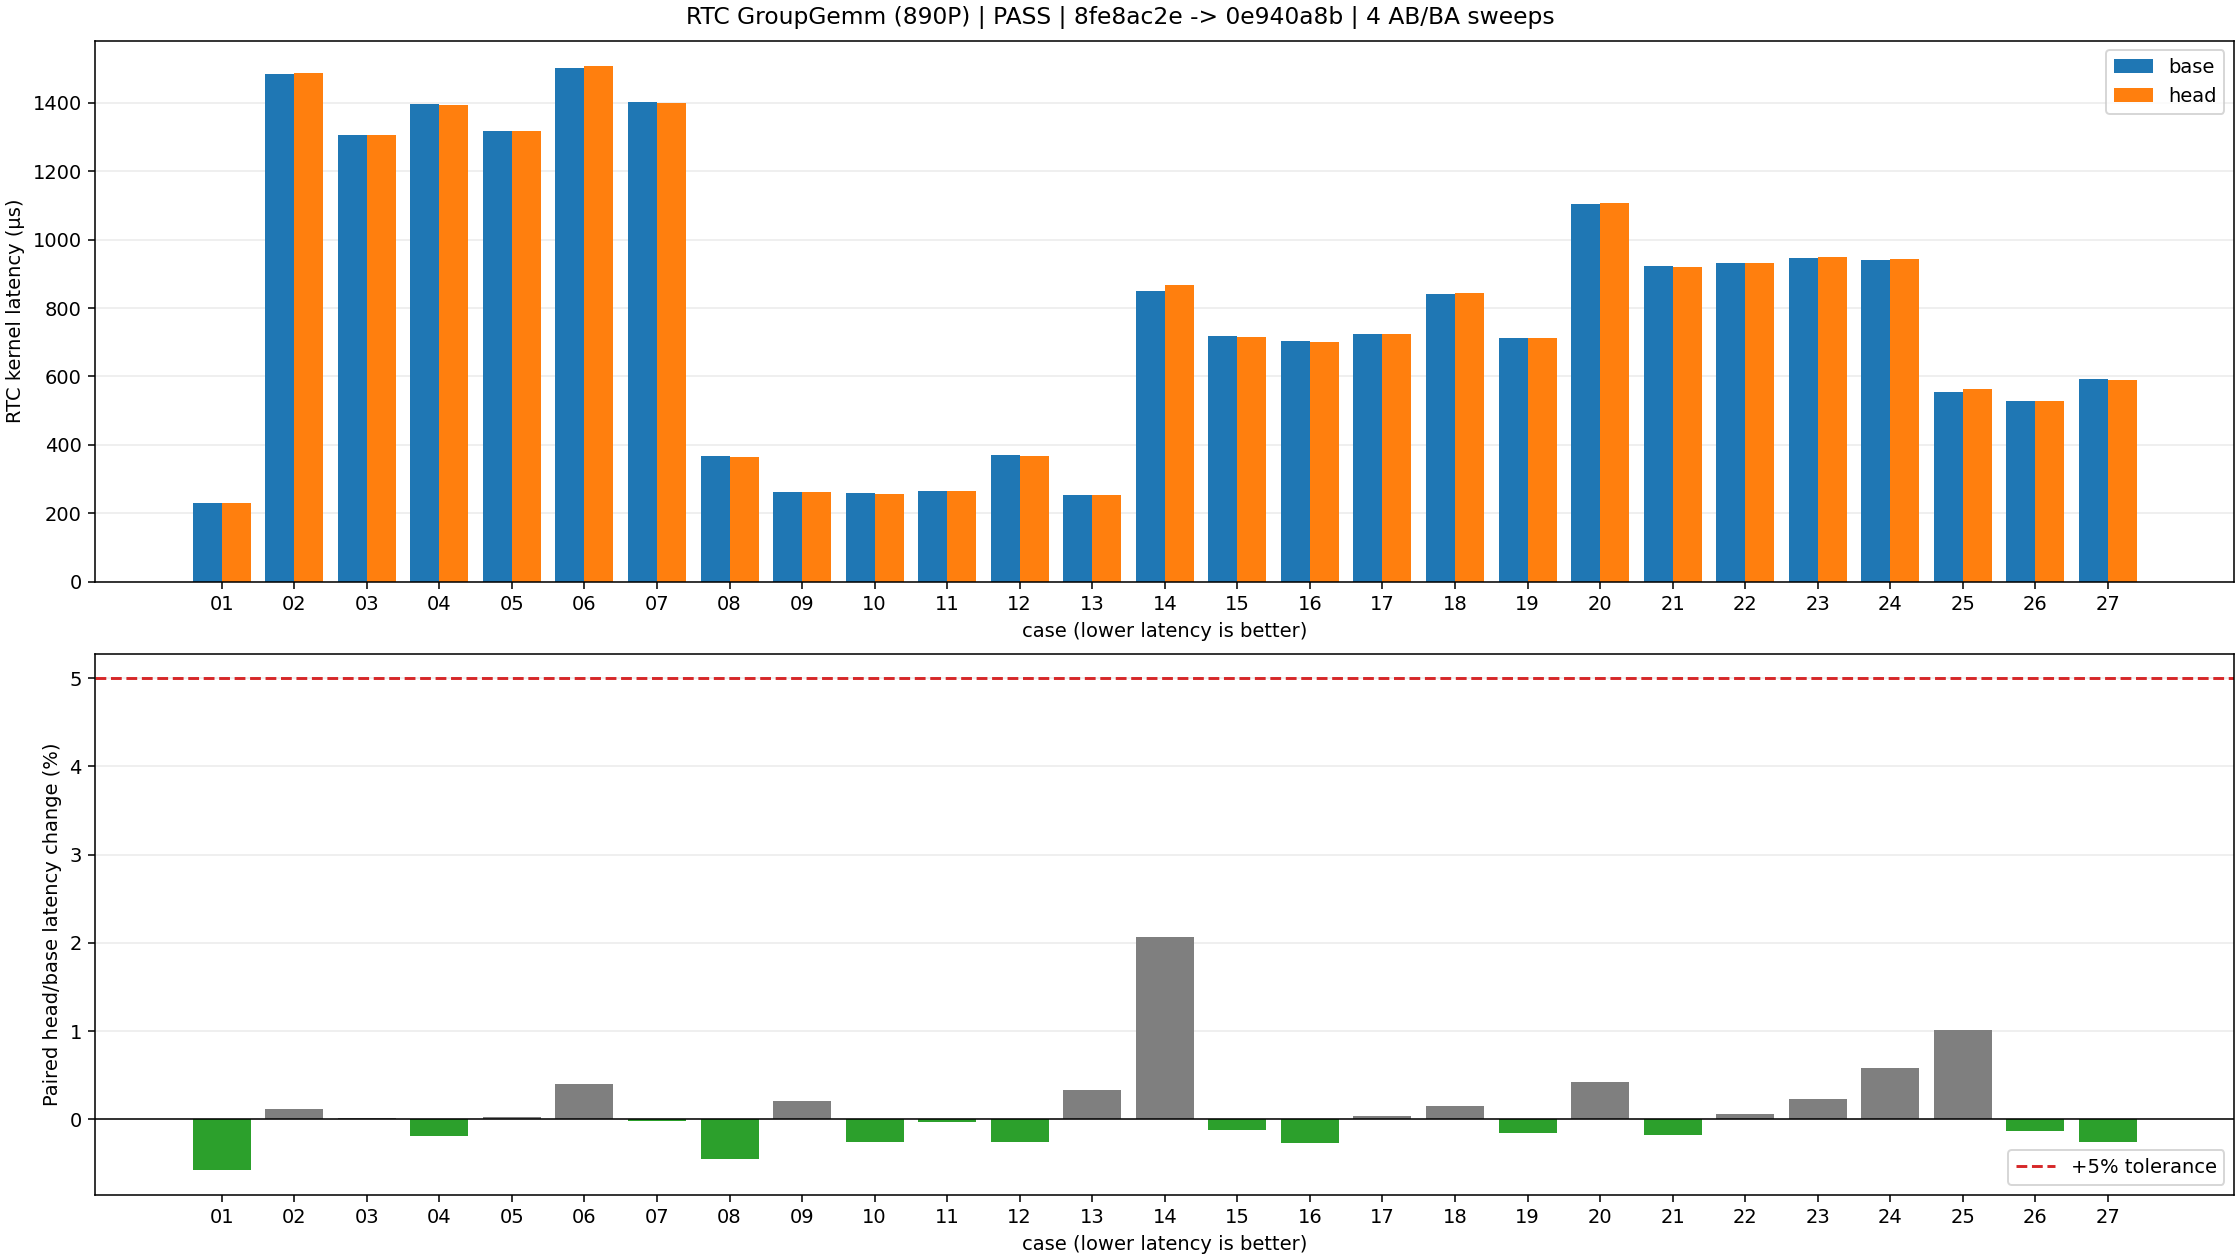 RTC GroupGemm (890P) | PASS | 8fe8ac2e -> 0e940a8b | 4 AB/BA sweeps
RTC kernel latency (µs)
1400
1200
1000
800
600
400
200
0
base
head
01 02 03 04 05 06 07 08 09 10 11 12 13 14 15 16 17 18 19 20 21 22 23 24 25 26 27
case (lower latency is better)
Paired head/base latency change (%)
5
4
3
2
1
0
+5% tolerance
01 02 03 04 05 06 07 08 09 10 11 12 13 14 15 16 17 18 19 20 21 22 23 24 25 26 27
case (lower latency is better)